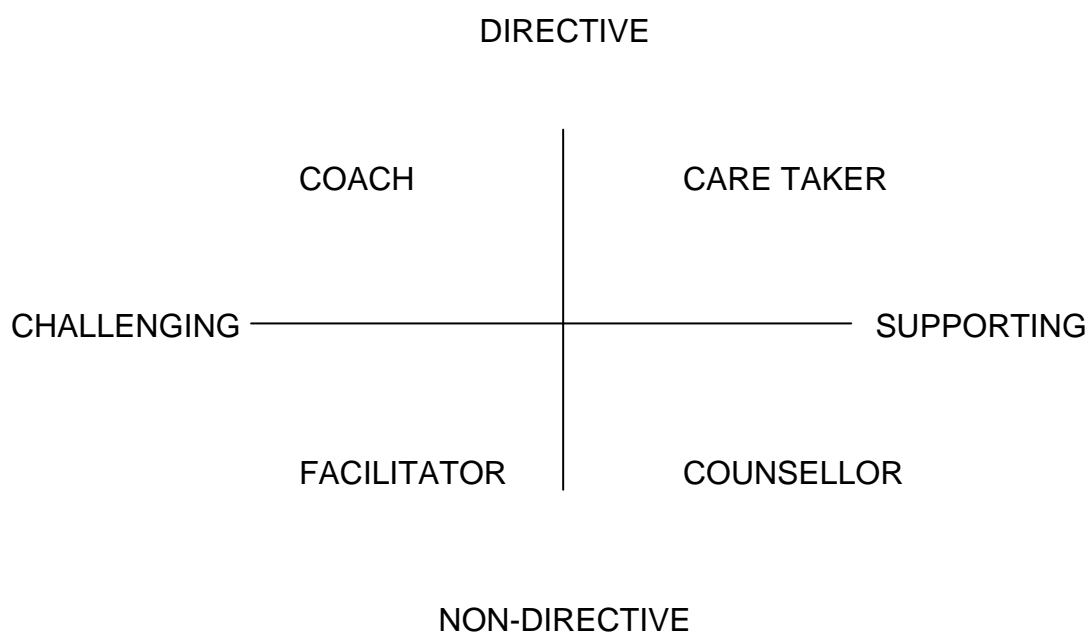 DIRECTIVE
COACH CARE TAKER
CHALLENGING SUPPORTING
FACILITATOR COUNSELLOR
NON-DIRECTIVE